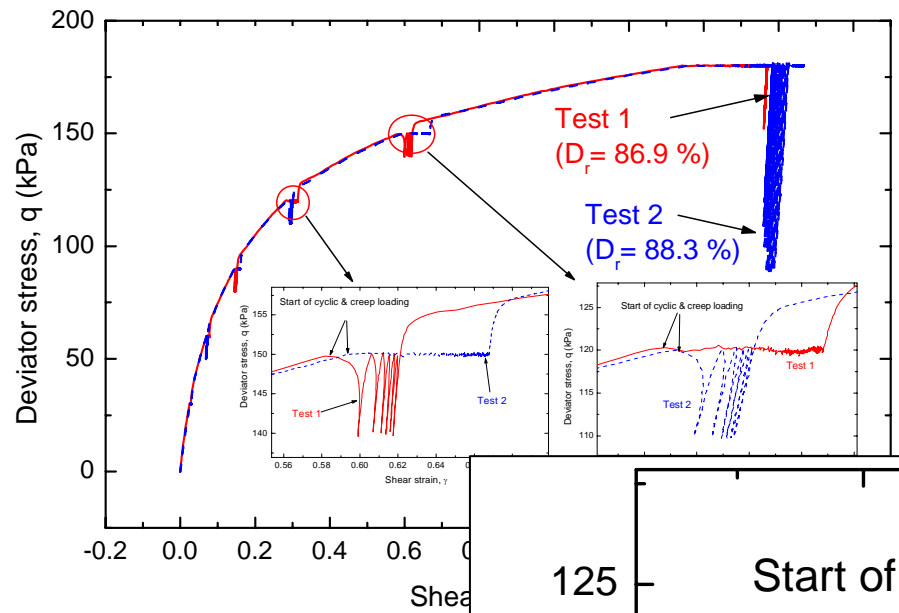 200
150
100
50
0
Deviator stress, q (kPa)
-0.2
0.0
0.2
0.4
0.6
Shea
Test 1
(Dr= 86.9 %)
Test 2
(Dr= 88.3 %)
Start of cyclic & creep loading
155
150
145
140
Deviator stress, q (kPa)
Test 1
Test 2
0.56
0.58
0.60
0.62
0.64
Shear strain, γ
Start of cyclic & creep loading
125
120
115
110
Deviator stress, q (kPa)
Test 2
Test 1
125
Start of